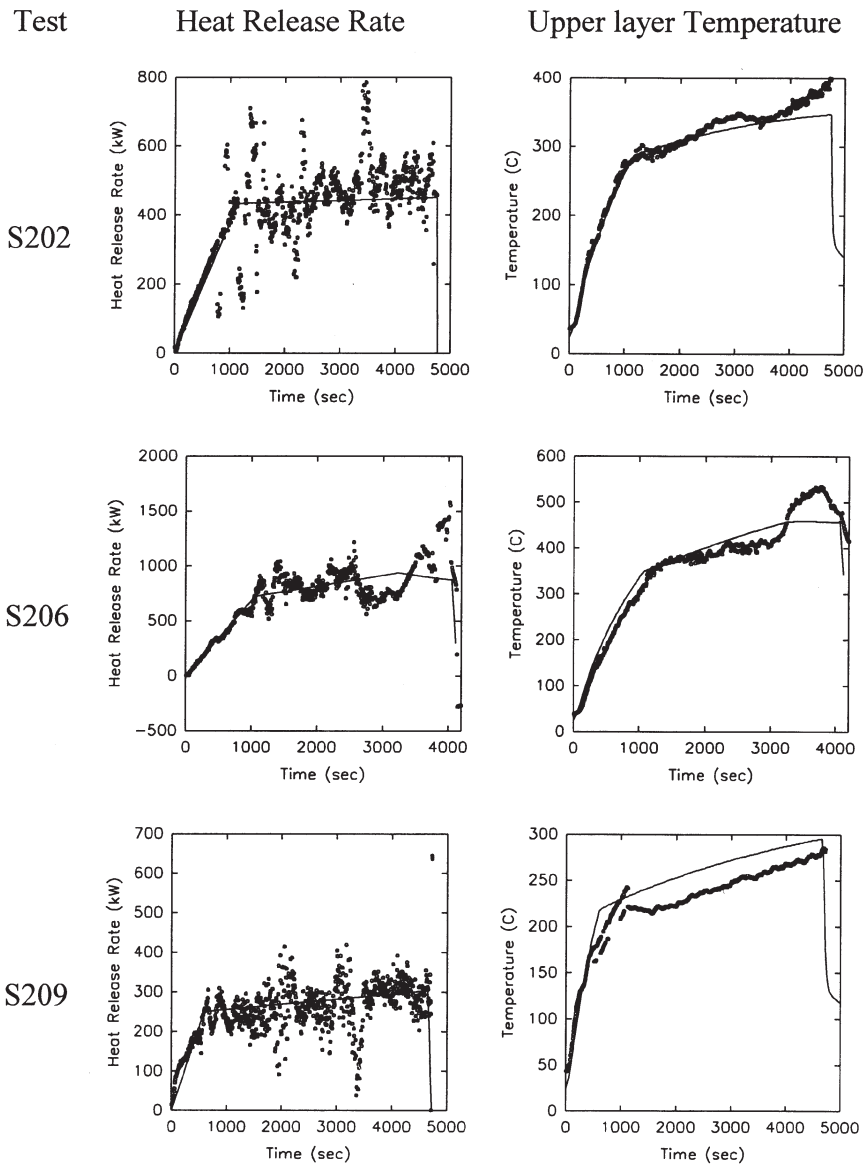 Test Heat Release Rate Upper layer Temperature
S202
Heat Release Rate (kW)
800
600
400
200
0
0 1000 2000 3000 4000 5000
Time (sec)
Temperature (C)
400
300
200
100
0
0 1000 2000 3000 4000 5000
Time (sec)
S206
Heat Release Rate (kW)
2000
1500
1000
500
0
-500
0 1000 2000 3000 4000
Time (sec)
Temperature (C)
600
500
400
300
200
100
0
0 1000 2000 3000 4000
Time (sec)
S209
Heat Release Rate (kW)
700
600
500
400
300
200
100
0
0 1000 2000 3000 4000 5000
Time (sec)
Temperature (C)
300
250
200
150
100
50
0
0 1000 2000 3000 4000 5000
Time (sec)